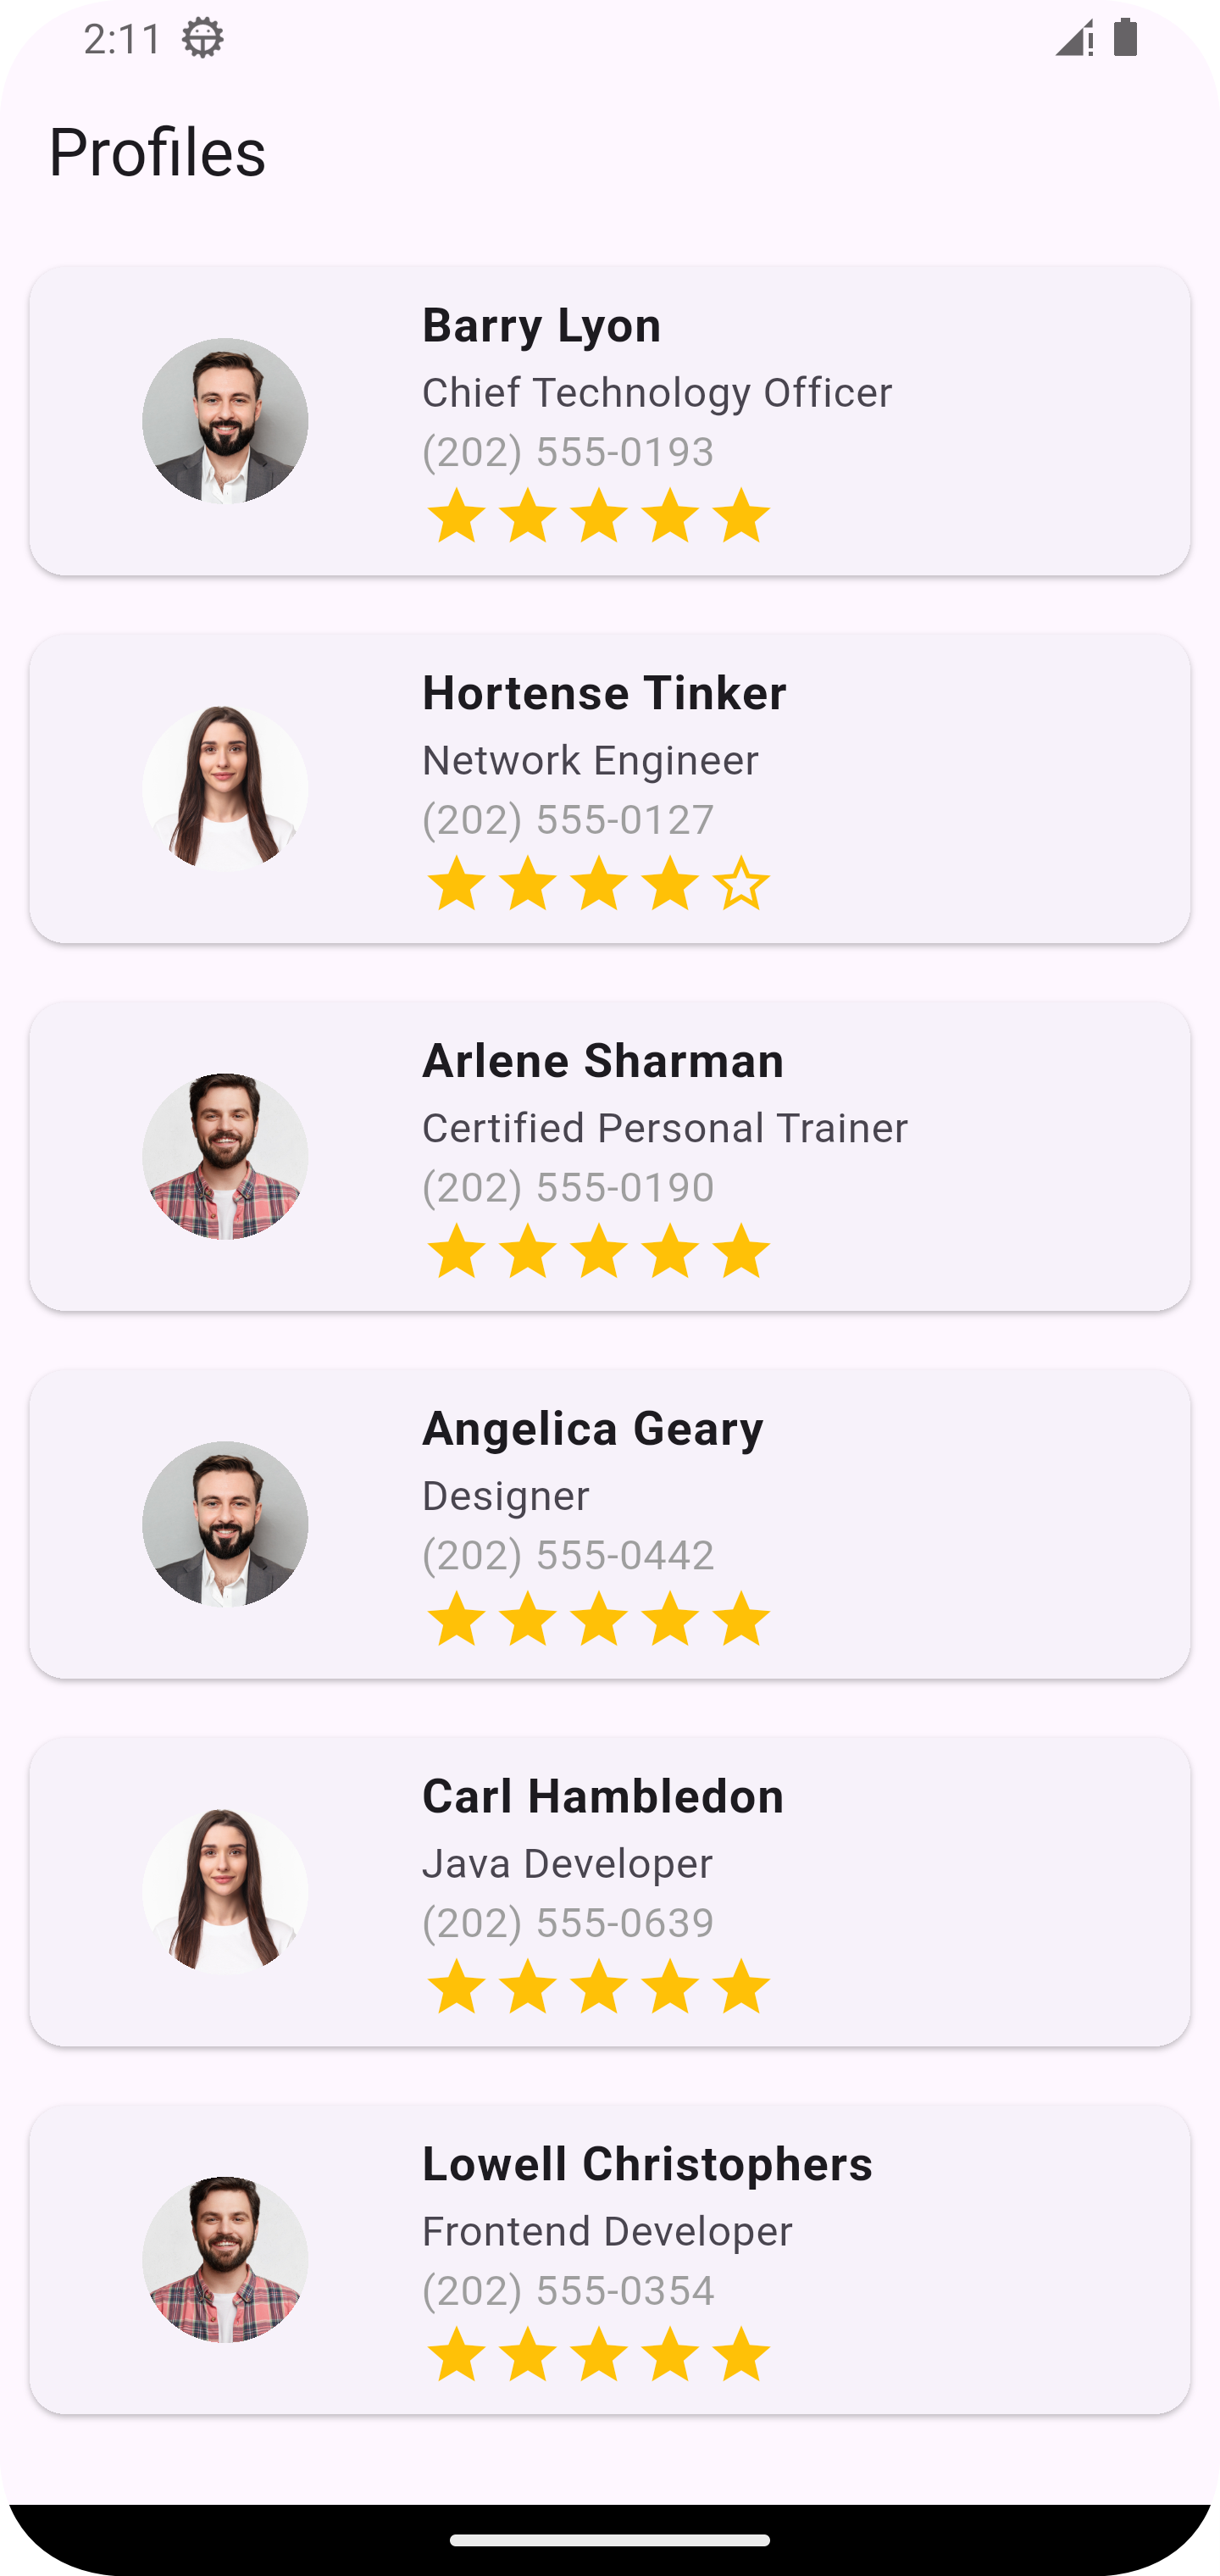 2:11
Profiles
Barry Lyon
Chief Technology Officer
(202) 555-0193
Hortense Tinker
Network Engineer
(202) 555-0127
Arlene Sharman
Certified Personal Trainer
(202) 555-0190
Angelica Geary
Designer
(202) 555-0442
Carl Hambledon
Java Developer
(202) 555-0639
Lowell Christophers
Frontend Developer
(202) 555-0354